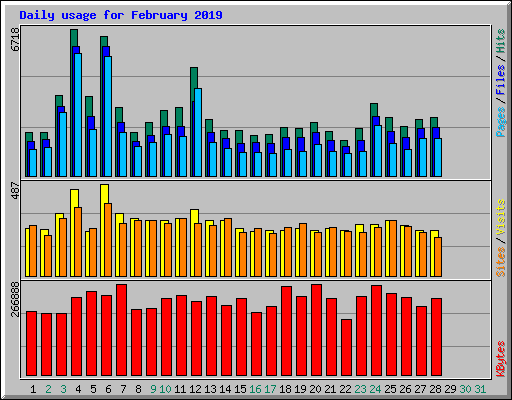 Daily usage for February 2019
6718
Pages / Files / Hits
487
Sites / Visits
266888
KBytes
1 2 3 4 5 6 7 8 9 10 11 12 13 14 15 16 17 18 19 20 21 22 23 24 25 26 27 28 29 30 31